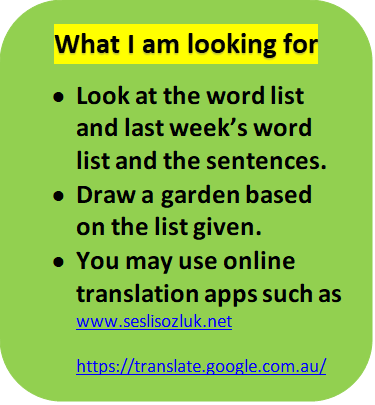 What I am looking for
• Look at the word list
and last week’s word
list and the sentences.
• Draw a garden based
on the list given.
• You may use online
translation apps such as
www.seslisozluk.net
https://translate.google.com.au/